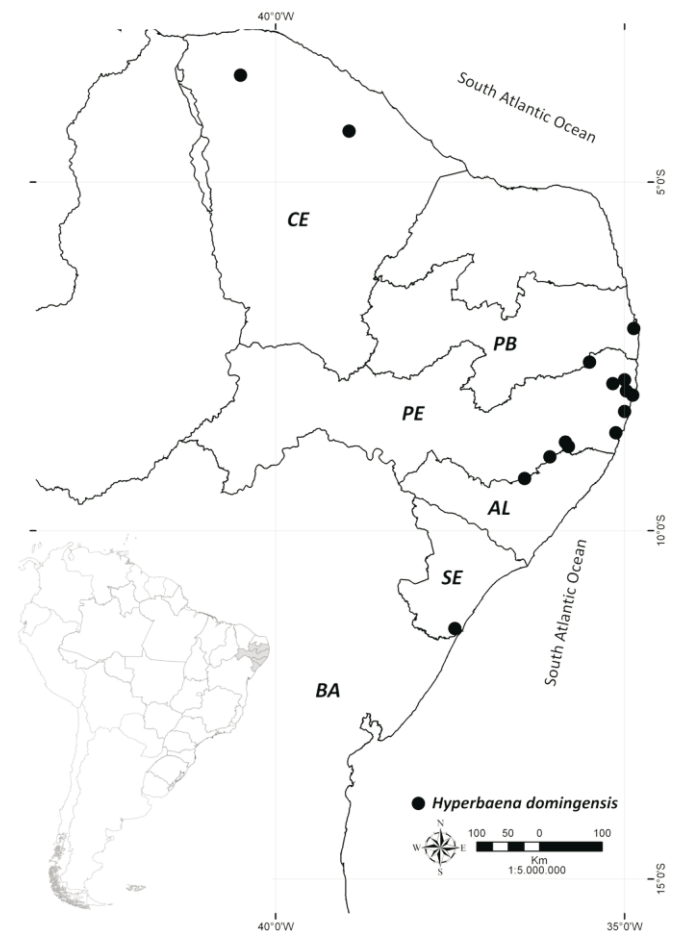 40°0'W
South Atlantic Ocean
5°0'S
CE
PB
PE
AL
10°0'S
SE
South Atlantic Ocean
BA
Hyperbaena domingensis
N
W E
S
100 50 0 100
Km
1:5.000.000
15°0'S
40°0'W 35°0'W